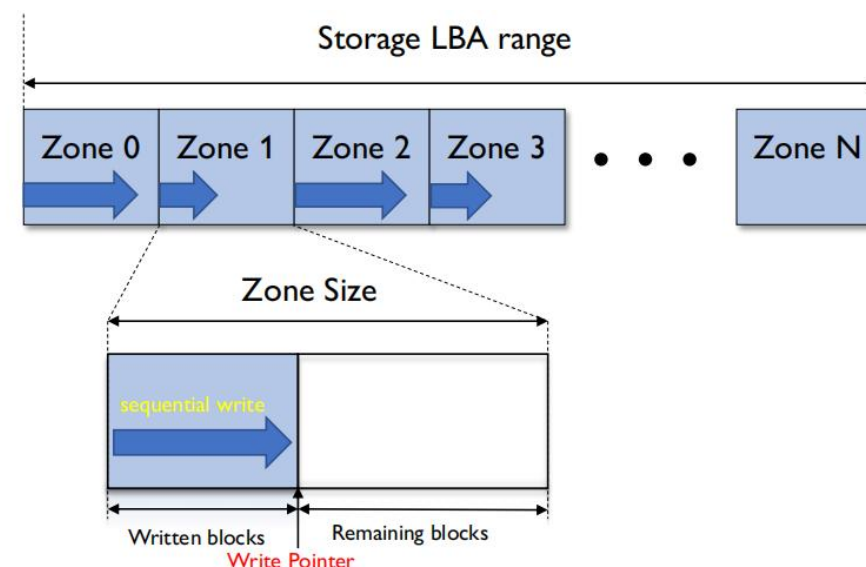 Storage LBA range
Zone 0 Zone 1 Zone 2 Zone 3 • • • Zone N
Zone Size
sequential write
Written blocks Remaining blocks
Write Pointer